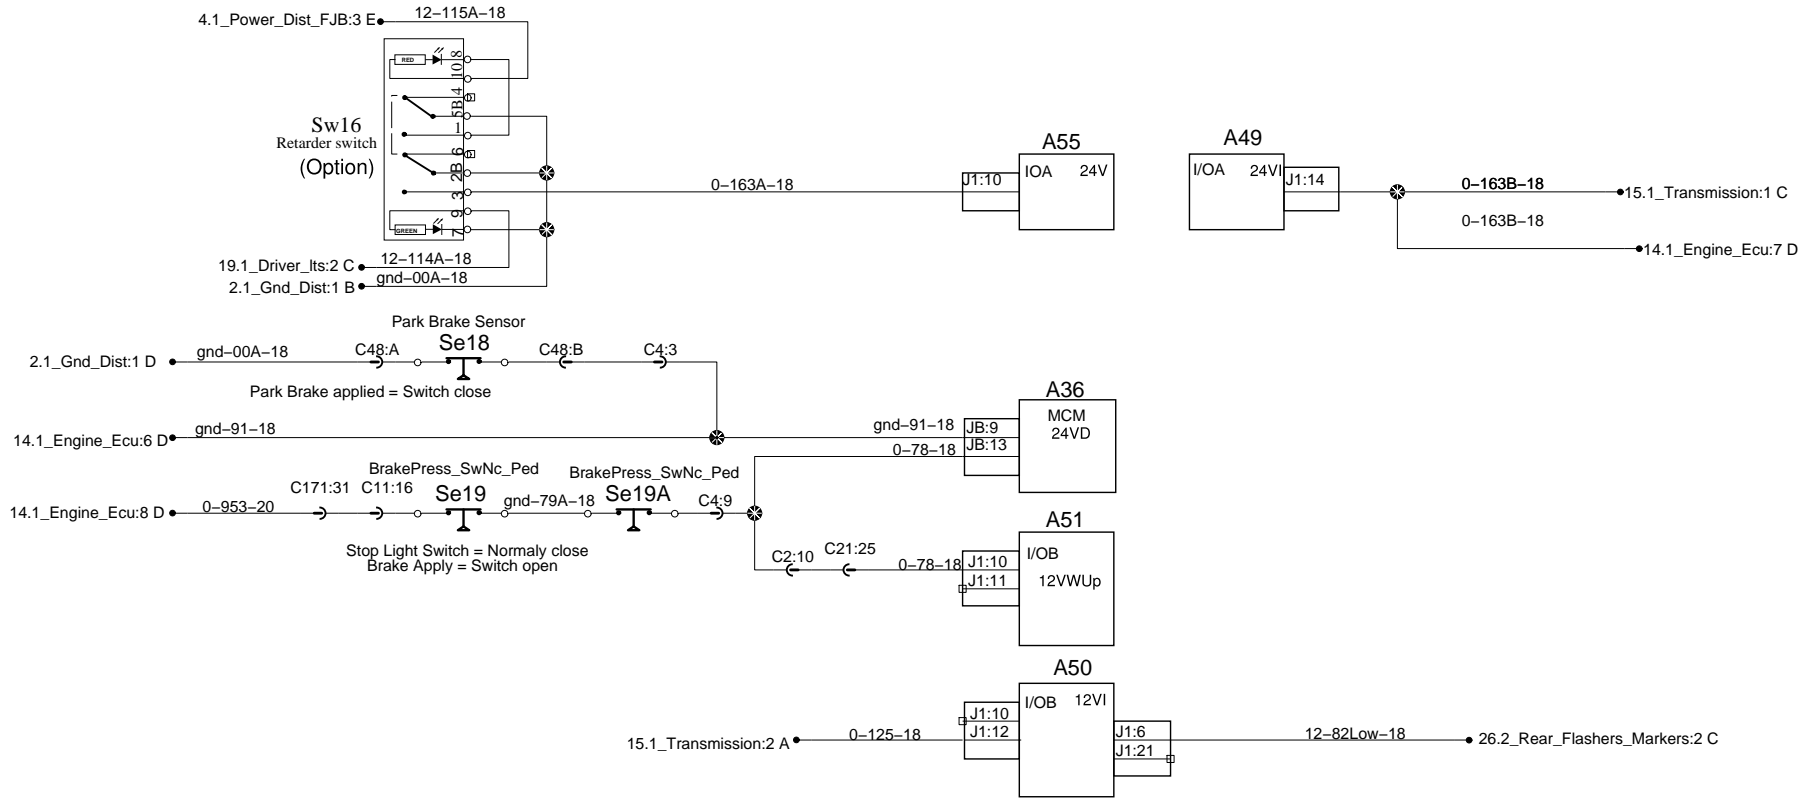 4.1_Power_Dist_FJB:3 E
12-115A-18
RED
8
10
4
5B
1
6
2B
3
9
7
GREEN
Sw16
Retarder switch
(Option)
19.1_Driver_lts:2 C
12-114A-18
2.1_Gnd_Dist:1 B
gnd-00A-18
0-163A-18
A55
J1:10
IOA
24V
A49
I/OA
24VI
J1:14
0-163B-18
15.1_Transmission:1 C
0-163B-18
14.1_Engine_Ecu:7 D
Park Brake Sensor
2.1_Gnd_Dist:1 D
gnd-00A-18
C48:A
Se18
C48:B
C4:3
Park Brake applied = Switch close
14.1_Engine_Ecu:6 D
gnd-91-18
gnd-91-18
0-78-18
A36
JB:9
JB:13
MCM
24VD
BrakePress_SwNc_Ped
BrakePress_SwNc_Ped
14.1_Engine_Ecu:8 D
0-953-20
C171:31
C11:16
Se19
gnd-79A-18
Se19A
C4:9
Stop Light Switch = Normaly close
Brake Apply = Switch open
C2:10
C21:25
0-78-18
A51
J1:10
J1:11
I/OB
12VWUp
A50
I/OB
12VI
J1:10
J1:12
15.1_Transmission:2 A
0-125-18
J1:6
J1:21
12-82Low-18
26.2_Rear_Flashers_Markers:2 C